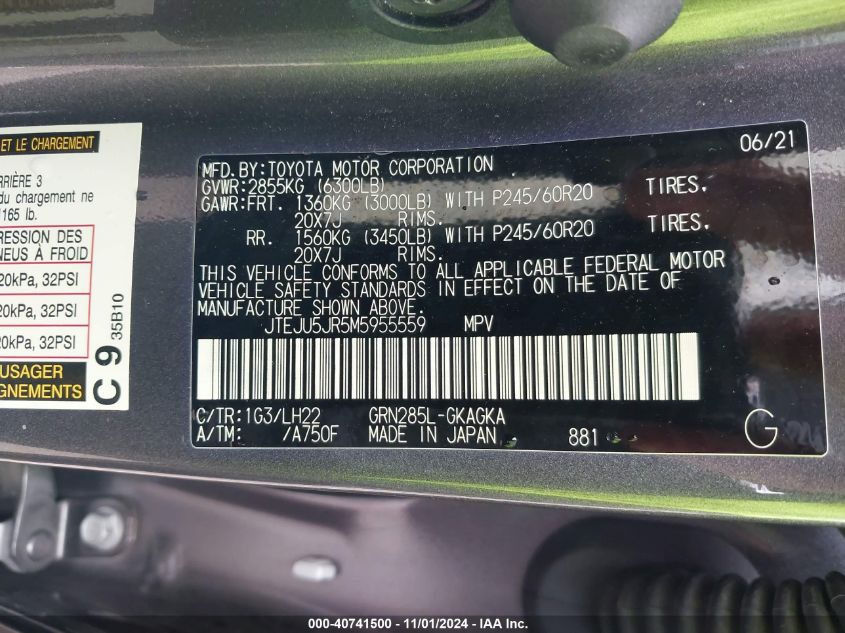 ET LE CHARGEMENT
RIÈRE 3
du chargement ne
165 lb.
RESSION DES
NEUS À FROID
20kPa, 32PSI
20kPa, 32PSI
20kPa, 32PSI
USAGER
GNEMENTS
C 9 35B10
06/21
MFD.BY:TOYOTA MOTOR CORPORATION
GVWR:2855KG (6300LB)
GAWR:FRT. 1360KG (3000LB) WITH P245/60R20 TIRES.
20X7J RIMS.
RR. 1560KG (3450LB) WITH P245/60R20 TIRES.
20X7J RIMS.
THIS VEHICLE CONFORMS TO ALL APPLICABLE FEDERAL MOTOR
VEHICLE SAFETY STANDARDS IN EFFECT ON THE DATE OF
MANUFACTURE SHOWN ABOVE.
JTEJU5JR5M5955559 MPV
C/TR:1G3/LH22 GRN285L-GKAGKA
A/TM: /A750F MADE IN JAPAN 881 G
000-40741500 - 11/01/2024 - IAA Inc.